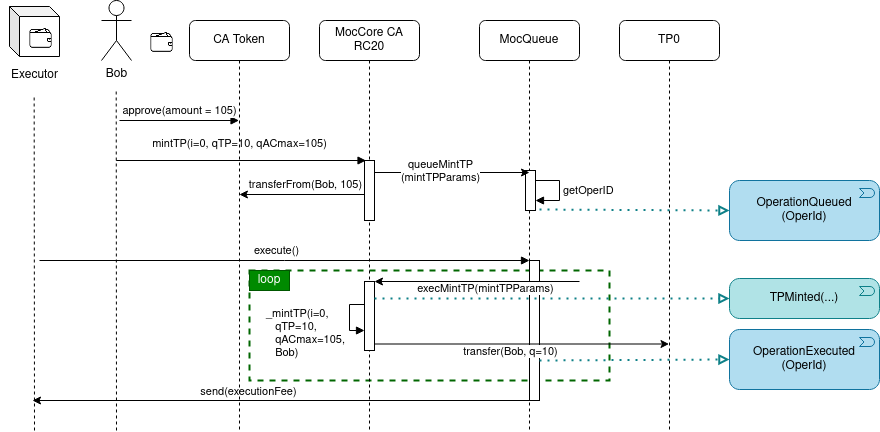 Executor
Bob
CA Token
MocCore CA
RC20
MocQueue
TP0
approve(amount = 105)
mintTP(i=0, qTP=10, qACmax=105)
queueMintTP
(mintTPParams)
transferFrom(Bob, 105)
getOperID
OperationQueued
(OperId)
execute()
loop
execMintTP(mintTPParams)
TPMinted(...)
_mintTP(i=0,
qTP=10,
qACmax=105,
Bob)
transfer(Bob, q=10)
OperationExecuted
(OperId)
send(executionFee)